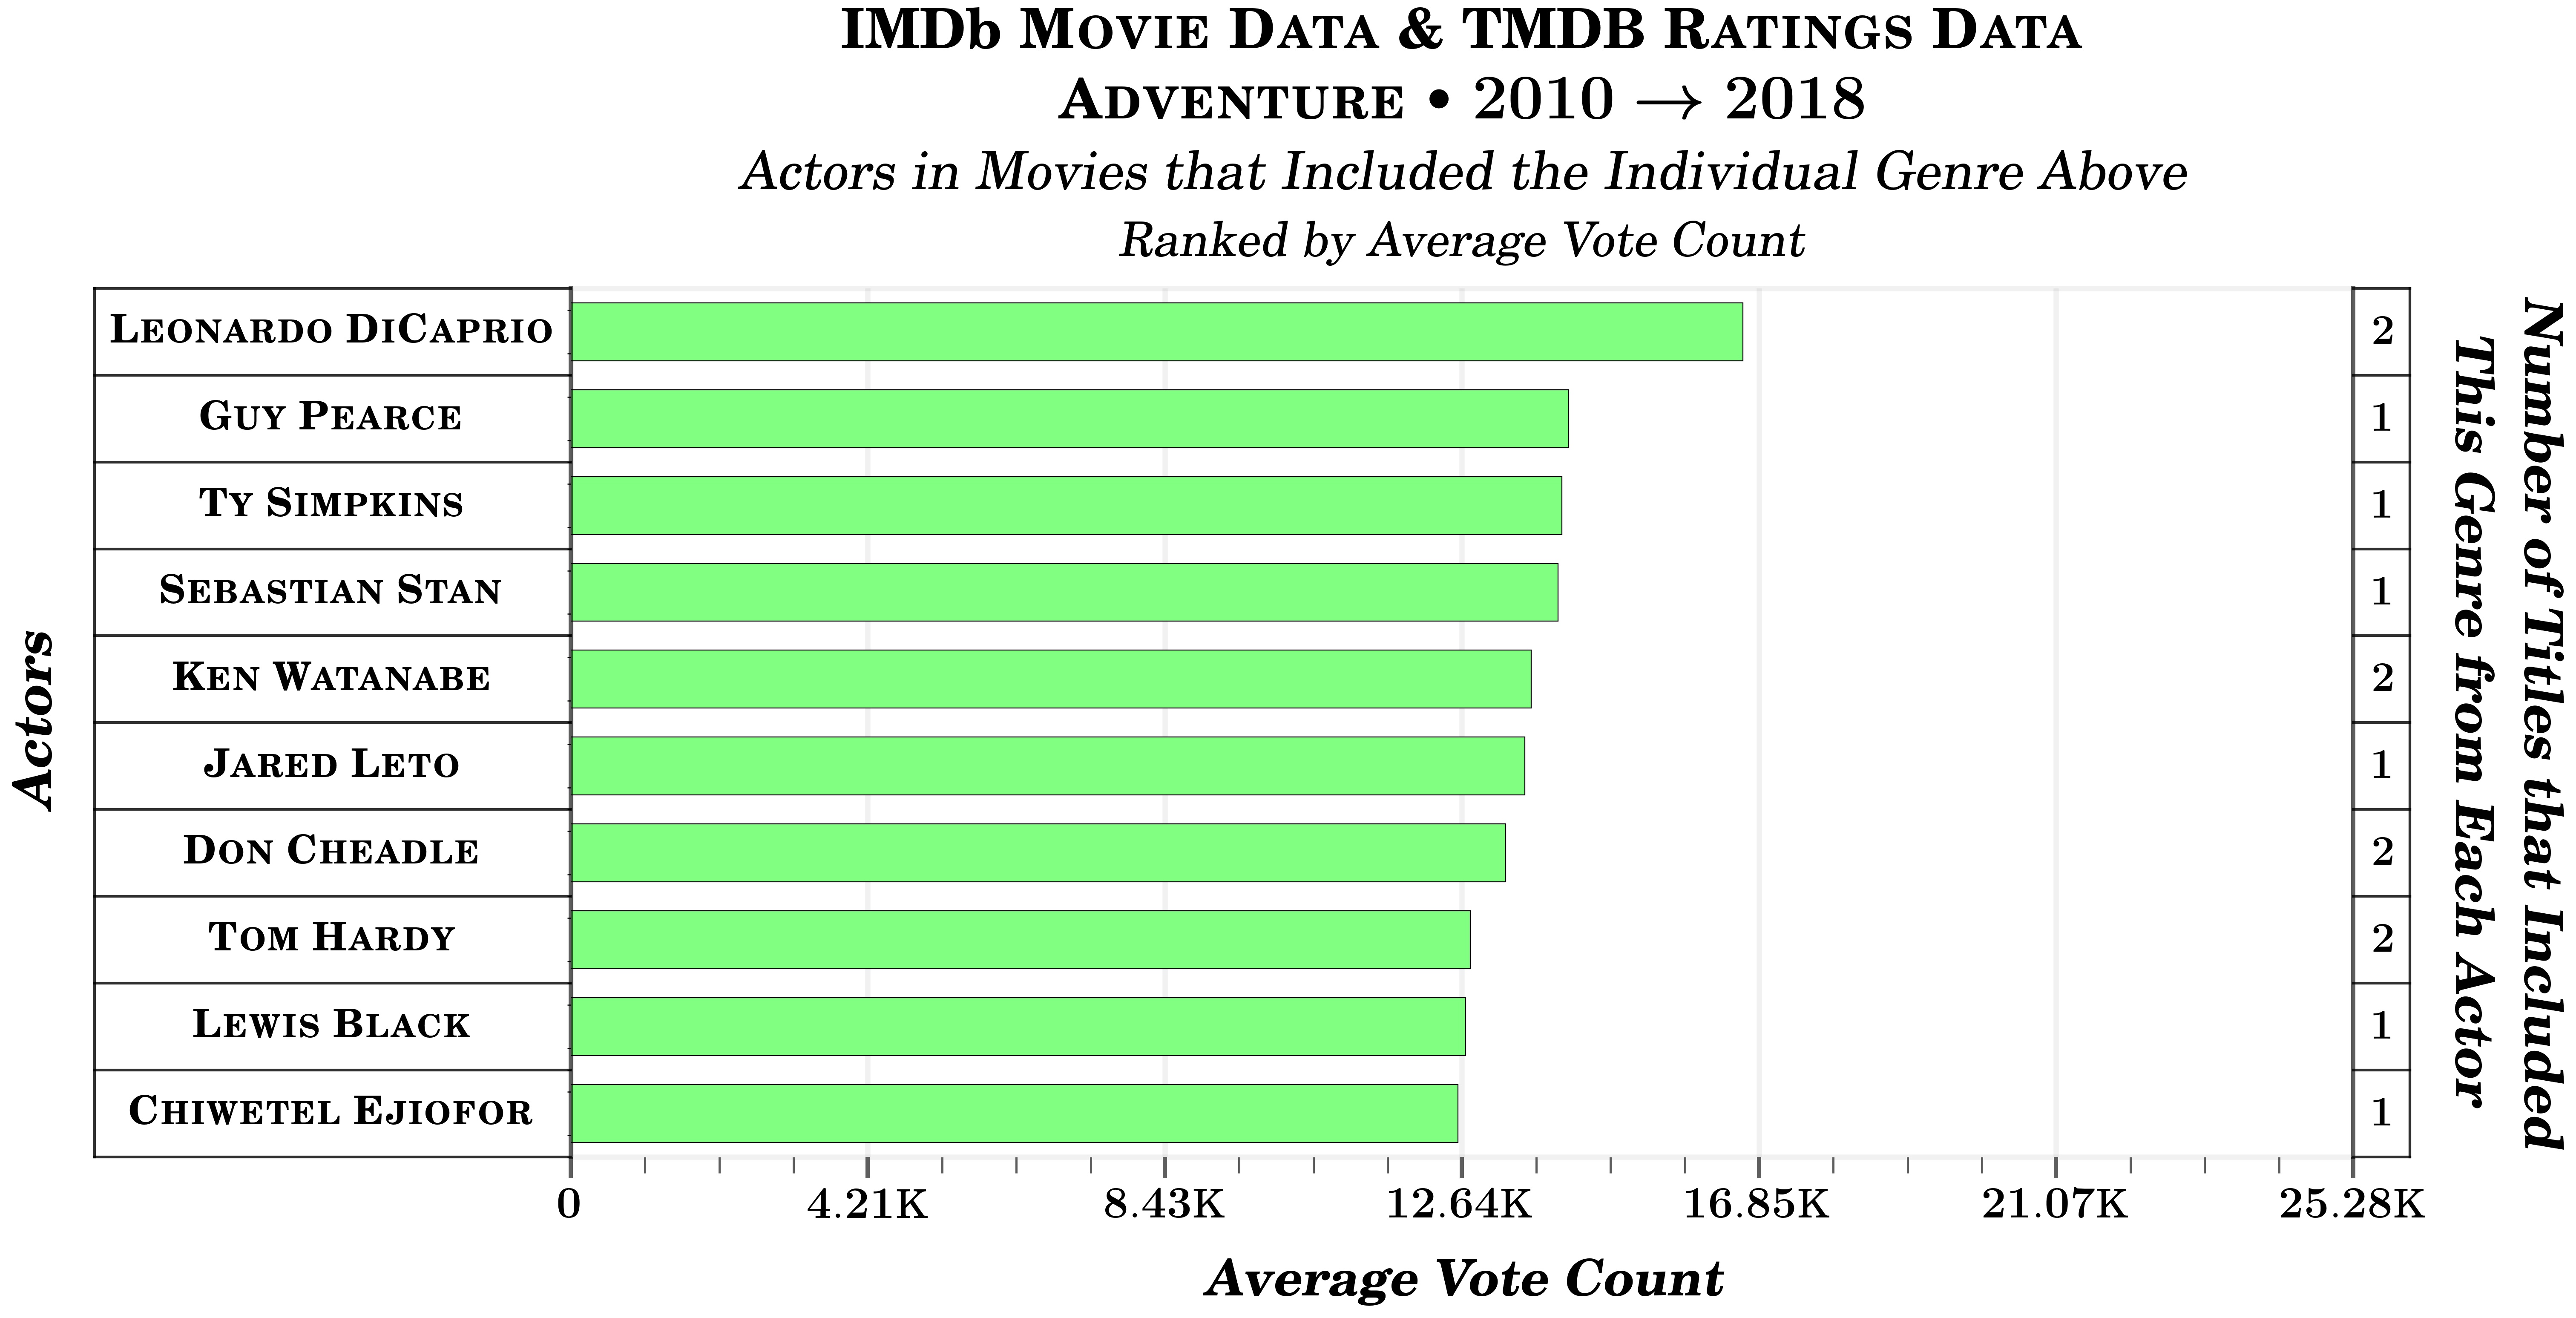 IMDb Movie Data & TMDB Ratings Data
Adventure • 2010 → 2018
Actors in Movies that Included the Individual Genre Above
Ranked by Average Vote Count
Actors
Leonardo DiCaprio 2
Guy Pearce 1
Ty Simpkins 1
Sebastian Stan 1
Ken Watanabe 2
Jared Leto 1
Don Cheadle 2
Tom Hardy 2
Lewis Black 1
Chiwetel Ejiofor 1
0 4.21K 8.43K 12.64K 16.85K 21.07K 25.28K
Average Vote Count
Number of Titles that Included
This Genre from Each Actor